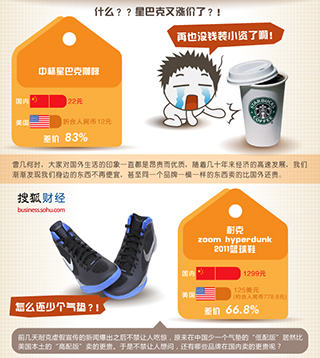 什么？？星巴克又涨价了？！
再也没钱装小资了啊！
中杯星巴克咖啡
国内 22元
美国 折合人民币12元
差价 83%
STARBUCKS
COFFEE
曾几何时，大家对国外生活的印象一直都是昂贵而优质，随着几十年来经济的高速发展，我们
渐渐发现我们身边的东西不再便宜，甚至同一个品牌一模一样的东西卖的比国外还贵。
搜狐财经
business.sohu.com
耐克
zoom hyperdunk
2011篮球鞋
国内 1299元
美国 125美元
(约合人民币778.8元)
差价 66.8%
怎么还少个气垫？！
前几天耐克虚假宣传的新闻爆出之后不禁让人吃惊，原来在中国少一个气垫的“低配版”居然比
美国本土的“高配版”卖的更贵。于是不禁让人想问，还有哪些品牌在国内卖的更贵呢？